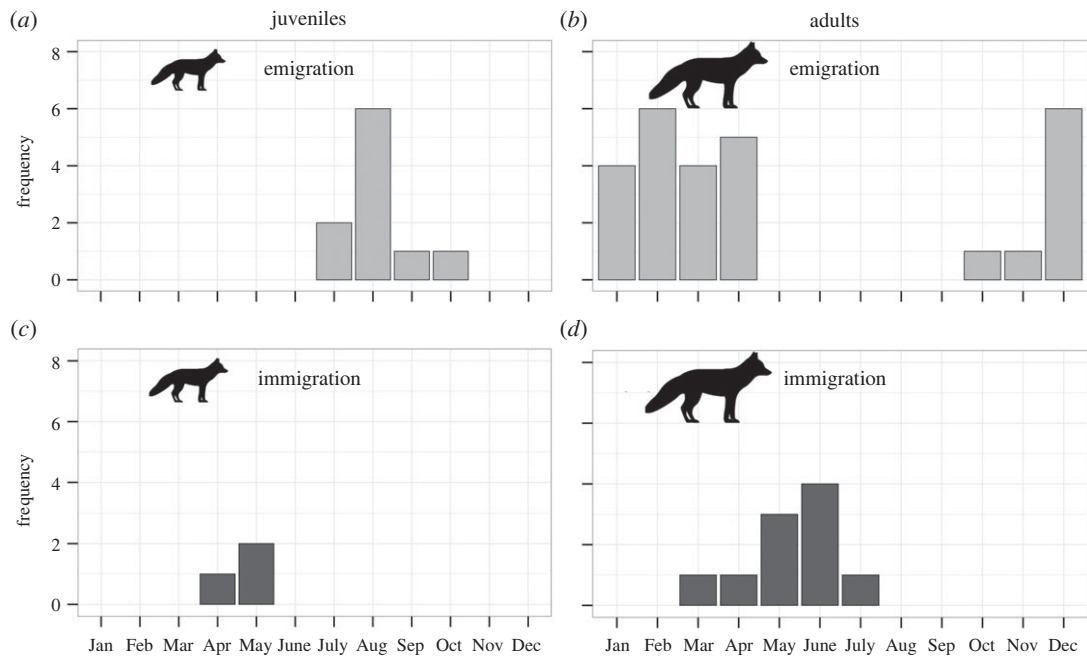 (a) juveniles (b) adults
8 emigration emigration
6
4
2
0
frequency
(c) (d)
8 immigration immigration
6
4
2
0
frequency
Jan Feb Mar Apr May June July Aug Sep Oct Nov Dec Jan Feb Mar Apr May June July Aug Sep Oct Nov Dec